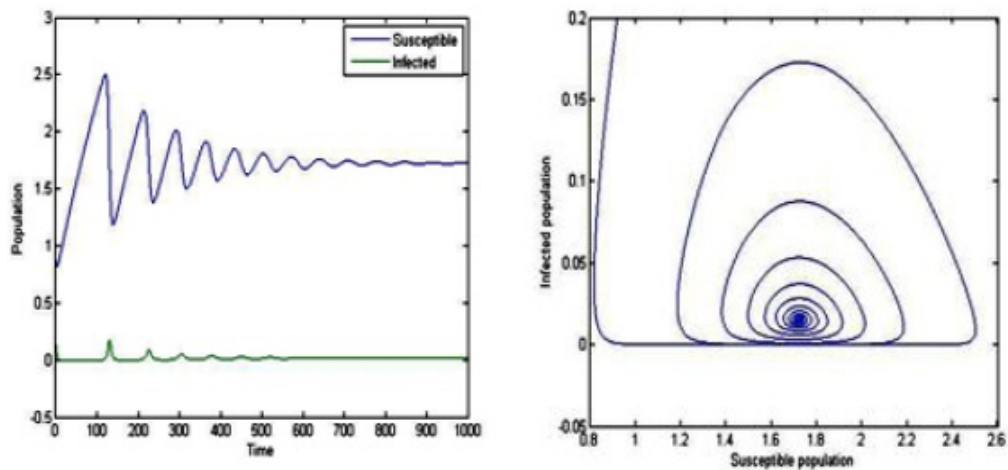 3
2.5
2
1.5
1
0.5
0
-0.5
Population
0 100 200 300 400 500 600 700 800 900 1000
Time
Susceptible
Infected
0.2
0.15
0.1
0.05
0
-0.05
Infected population
0.8 1 1.2 1.4 1.6 1.8 2 2.2 2.4 2.6
Susceptible population